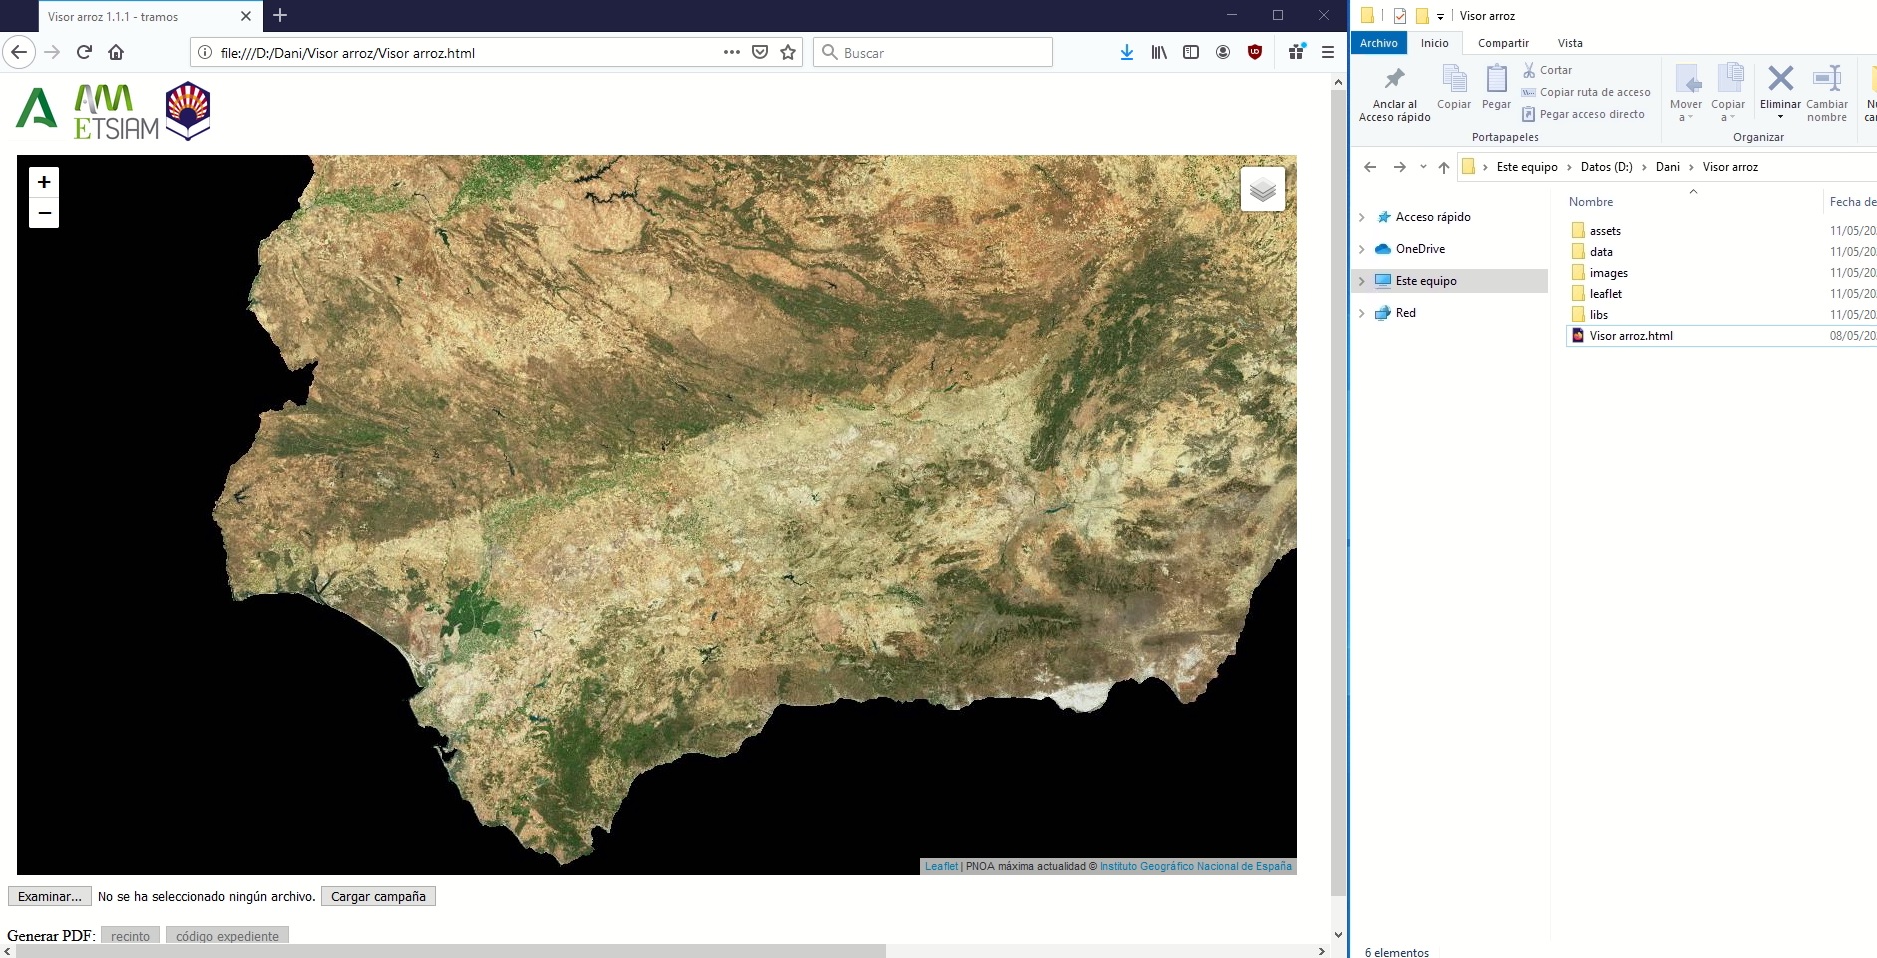 Visor arroz 1.1.1 - tramos
file:///D:/Dani/Visor arroz/Visor arroz.html
Buscar
ETSIAM
+
−
Leaflet | PNOA máxima actualidad © Instituto Geográfico Nacional de España
Examinar... No se ha seleccionado ningún archivo. Cargar campaña
Generar PDF: recinto código expediente
Visor arroz
Archivo Inicio Compartir Vista
Anclar al
Acceso rápido
Copiar
Pegar
Cortar
Copiar ruta de acceso
Pegar acceso directo
Portapapeles
Mover
a
Copiar
a
Eliminar
Cambiar
nombre
Organizar
Este equipo > Datos (D:) > Dani > Visor arroz
Acceso rápido
OneDrive
Este equipo
Red
Nombre Fecha de
assets 11/05/20
data 11/05/20
images 11/05/20
leaflet 11/05/20
libs 11/05/20
Visor arroz.html 08/05/20
6 elementos